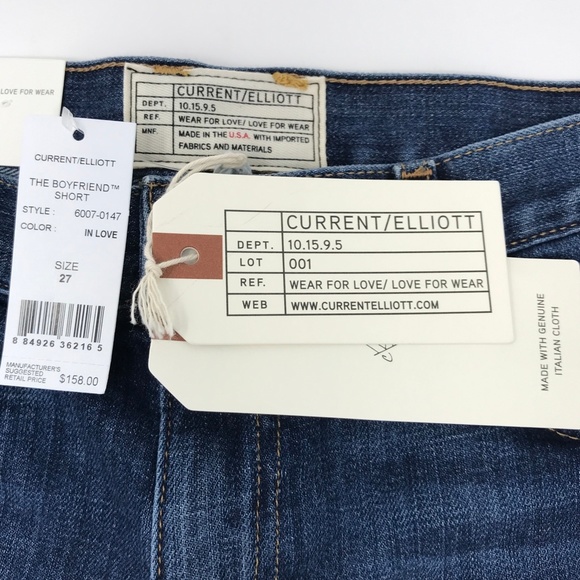 LOVE FOR WEAR
CURRENT/ELLIOTT
THE BOYFRIEND™
SHORT
STYLE : 6007-0147
COLOR : IN LOVE
SIZE
27
8 84926 36216 5
MANUFACTURER'S
SUGGESTED
RETAIL PRICE $158.00
CURRENT/ELLIOTT
DEPT. 10.15.9.5
REF. WEAR FOR LOVE/ LOVE FOR WEAR
MNF. MADE IN THE U.S.A. WITH IMPORTED
FABRICS AND MATERIALS
CURRENT/ELLIOTT
DEPT. 10.15.9.5
LOT 001
REF. WEAR FOR LOVE/ LOVE FOR WEAR
WEB WWW.CURRENTELLIOTT.COM
MADE WITH GENUINE
ITALIAN CLOTH